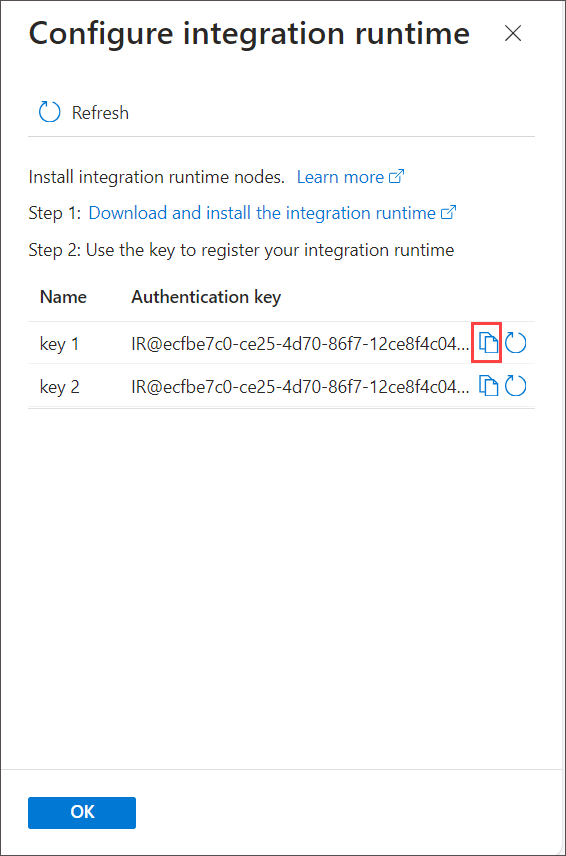 Configure integration runtime
Refresh
Install integration runtime nodes. Learn more
Step 1: Download and install the integration runtime
Step 2: Use the key to register your integration runtime
Name Authentication key
key 1 IR@ecfbe7c0-ce25-4d70-86f7-12ce8f4c04...
key 2 IR@ecfbe7c0-ce25-4d70-86f7-12ce8f4c04...
OK